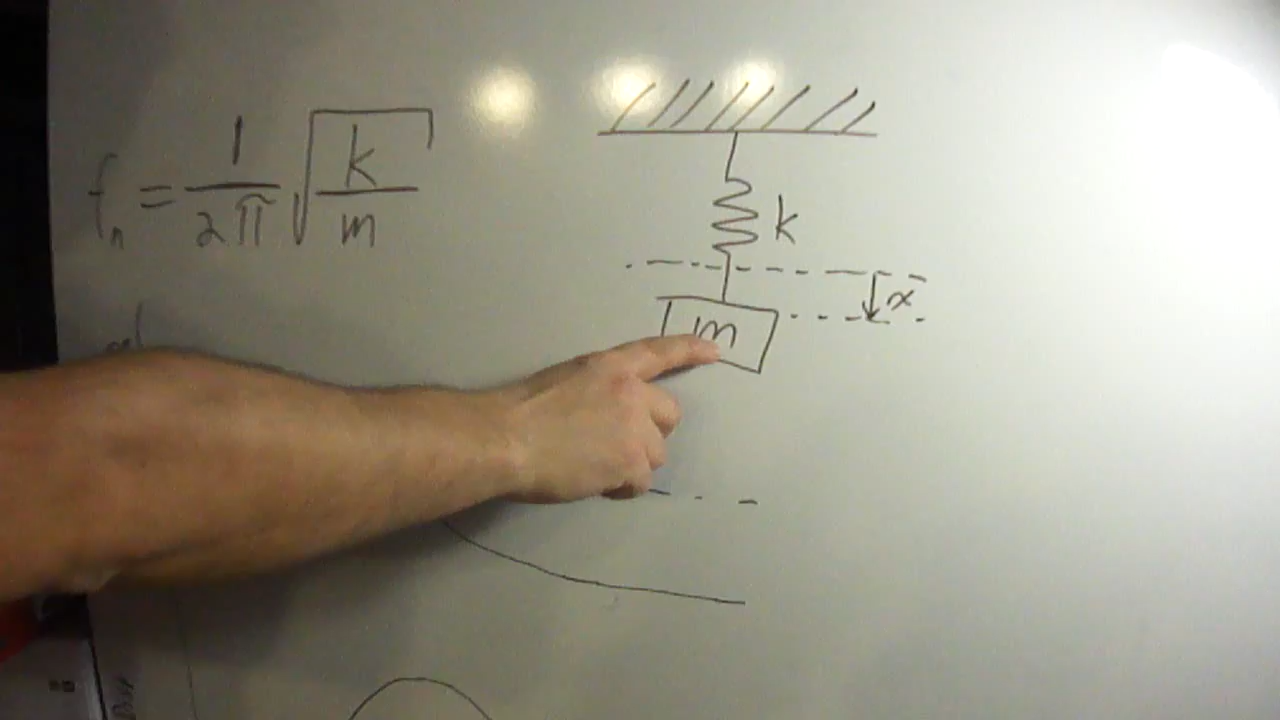 fₙ = 1/2π √k/m
k
x
m